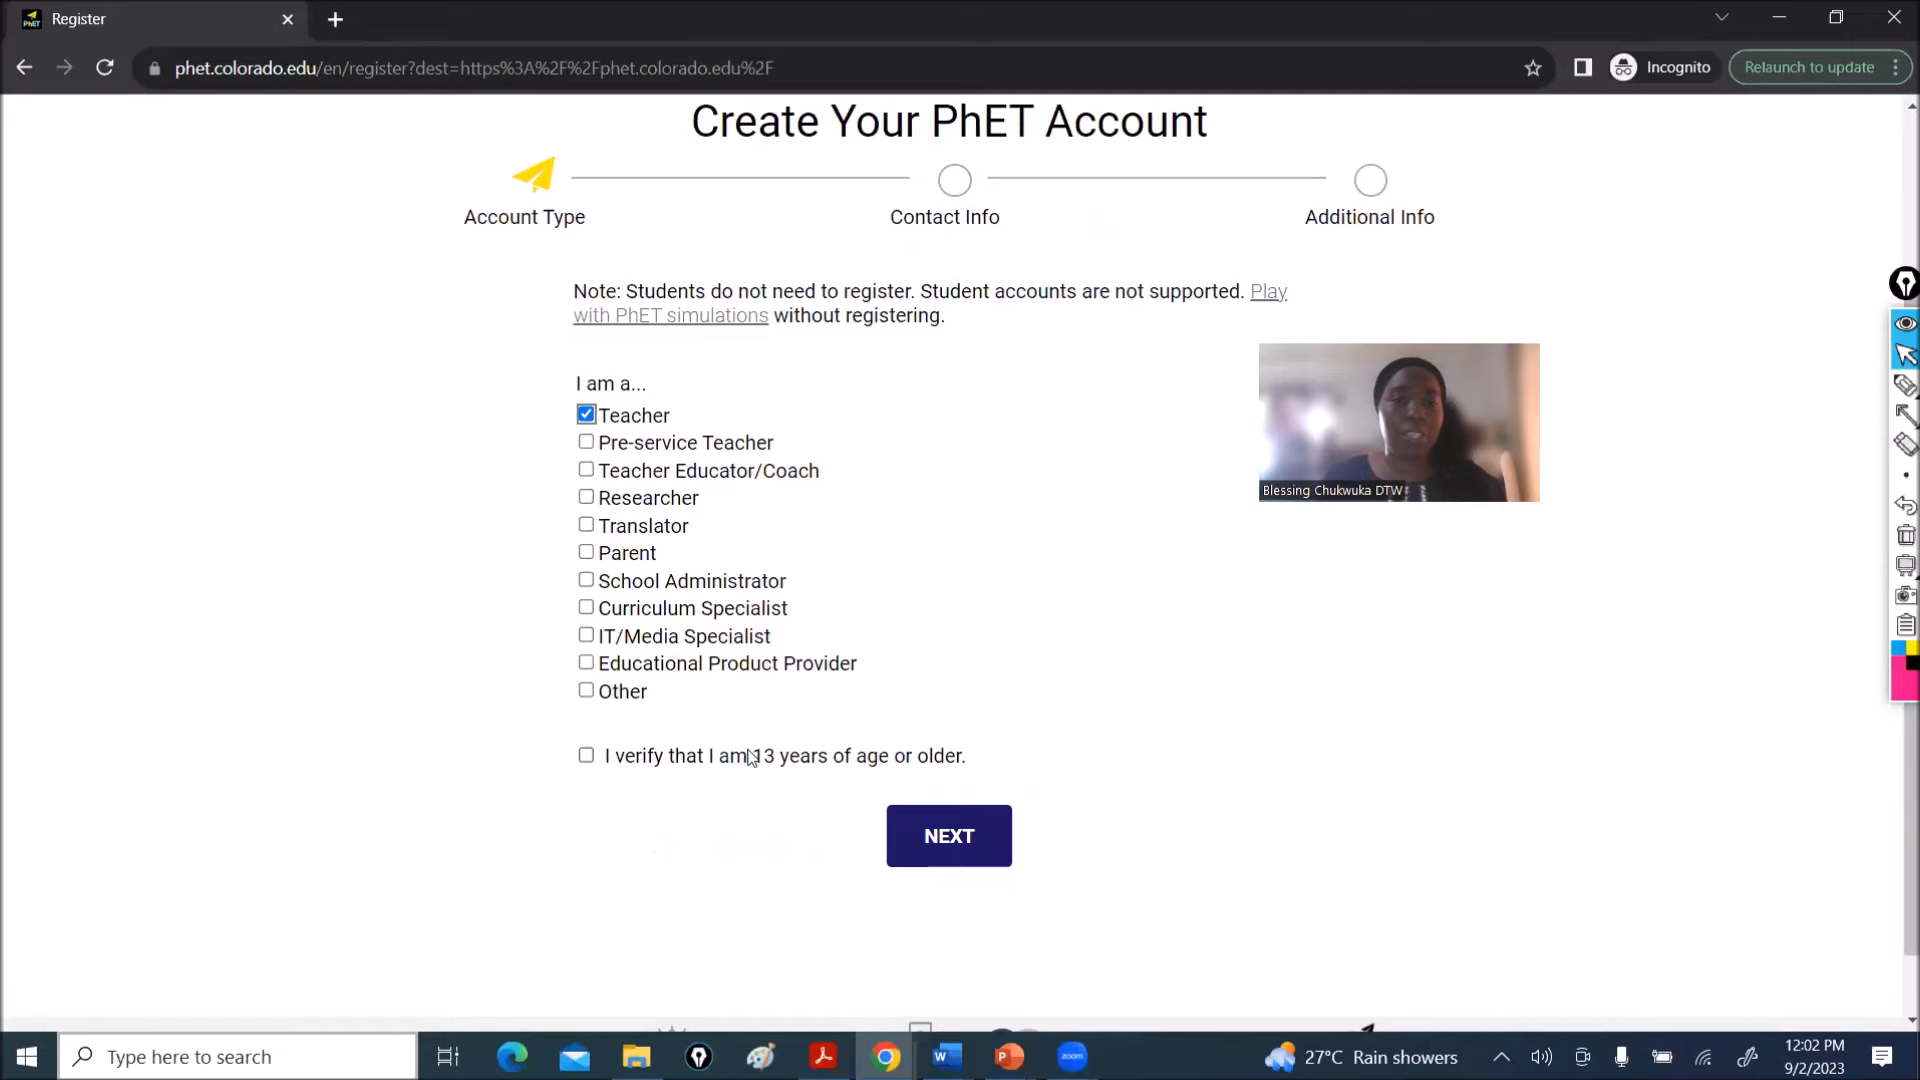 Register
phet.colorado.edu/en/register?dest=https%3A%2F%2Fphet.colorado.edu%2F
Incognito
Relaunch to update
Create Your PhET Account
Account Type
Contact Info
Additional Info
Note: Students do not need to register. Student accounts are not supported. Play
with PhET simulations without registering.
I am a...
Teacher
Pre-service Teacher
Teacher Educator/Coach
Researcher
Translator
Parent
School Administrator
Curriculum Specialist
IT/Media Specialist
Educational Product Provider
Other
Blessing Chukwuka DTW
I verify that I am 13 years of age or older.
NEXT
Type here to search
zoom
27°C Rain showers
12:02 PM
9/2/2023